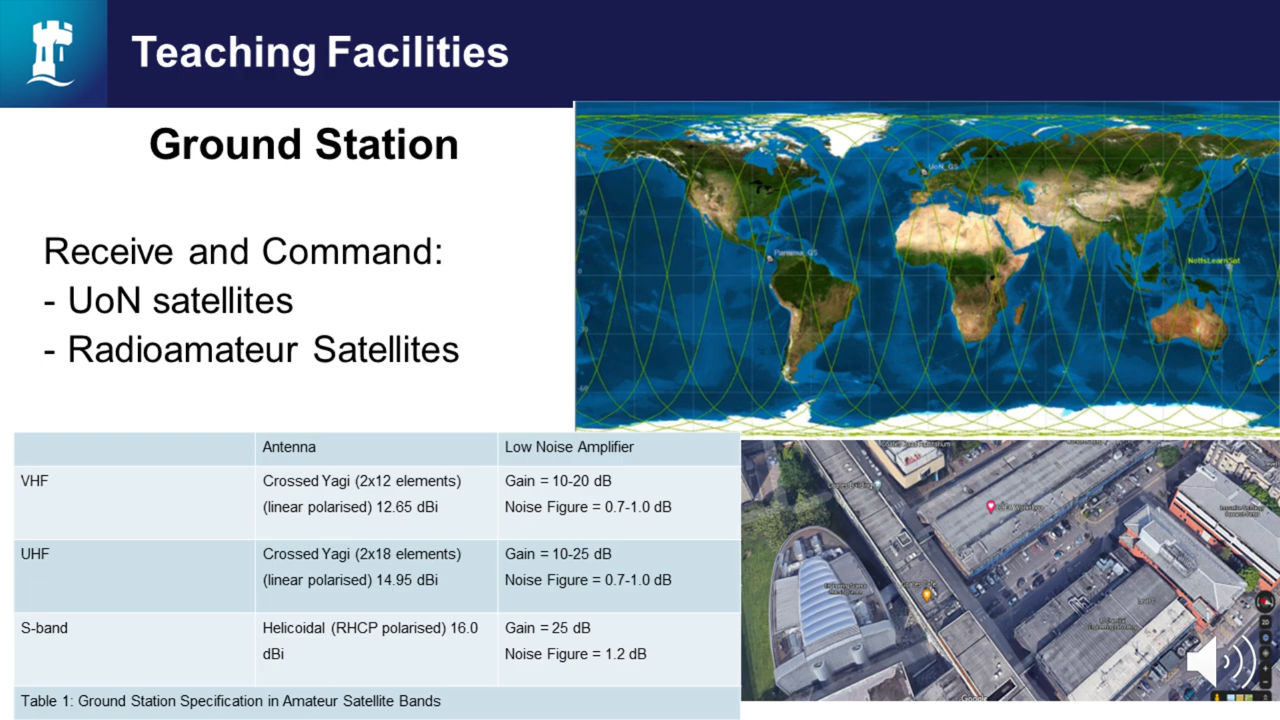 Teaching Facilities
Ground Station
Receive and Command:
- UoN satellites
- Radioamateur Satellites
UoN_GS
Panama_GS
NottsLearnSat
Antenna
Low Noise Amplifier
VHF
Crossed Yagi (2x12 elements)
(linear polarised) 12.65 dBi
Gain = 10-20 dB
Noise Figure = 0.7-1.0 dB
UHF
Crossed Yagi (2x18 elements)
(linear polarised) 14.95 dBi
Gain = 10-25 dB
Noise Figure = 0.7-1.0 dB
S-band
Helicoidal (RHCP polarised) 16.0
dBi
Gain = 25 dB
Noise Figure = 1.2 dB
Table 1: Ground Station Specification in Amateur Satellite Bands
Google